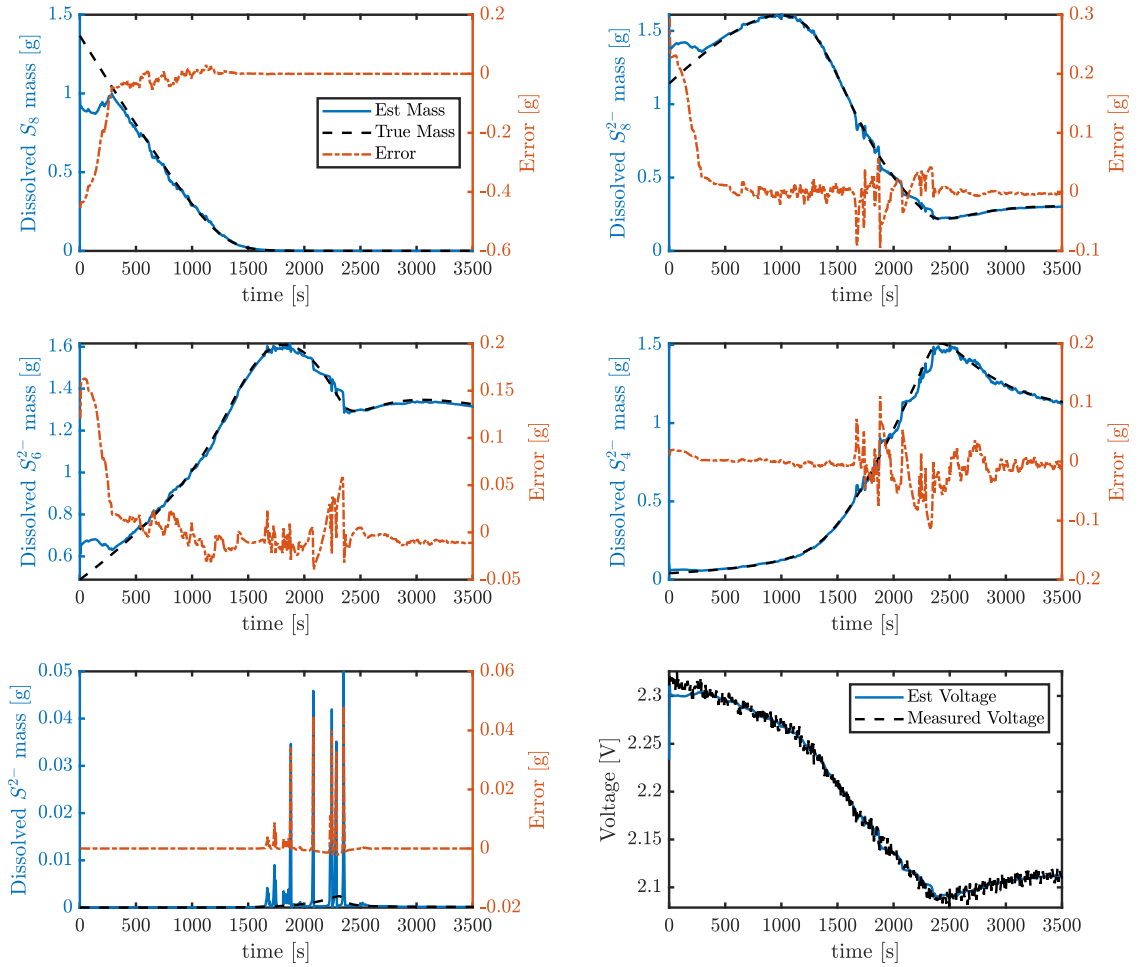 Dissolved S₈ mass [g]
1
0.5
0
0.2
0
-0.2
-0.4
-0.6
Error [g]
Est Mass
True Mass
Error
0 500 1000 1500 2000 2500 3000 3500
time [s]
Dissolved S₈²⁻ mass [g]
1.5
1
0.5
0
0.3
0.2
0.1
0
-0.1
Error [g]
0 500 1000 1500 2000 2500 3000 3500
time [s]
Dissolved S₆²⁻ mass [g]
1.6
1.4
1.2
1
0.8
0.6
0.2
0.15
0.1
0.05
0
-0.05
Error [g]
0 500 1000 1500 2000 2500 3000 3500
time [s]
Dissolved S₄²⁻ mass [g]
1.5
1
0.5
0
0.2
0.1
0
-0.1
-0.2
Error [g]
0 500 1000 1500 2000 2500 3000 3500
time [s]
Dissolved S²⁻ mass [g]
0.05
0.04
0.03
0.02
0.01
0
0.06
0.04
0.02
0
-0.02
Error [g]
0 500 1000 1500 2000 2500 3000 3500
time [s]
Voltage [V]
2.3
2.25
2.2
2.15
2.1
Est Voltage
Measured Voltage
0 500 1000 1500 2000 2500 3000 3500
time [s]